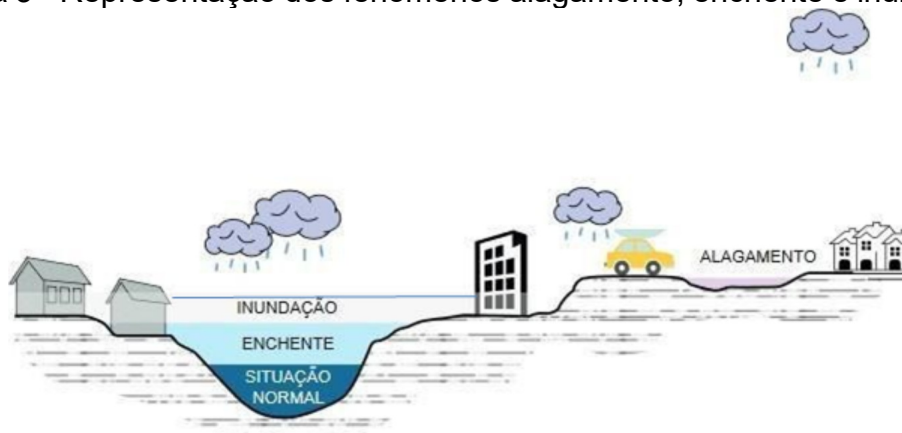 Representação dos fenômenos alagamento, enchente e
ALAGAMENTO
INUNDAÇÃO
ENCHENTE
SITUAÇÃO
NORMAL